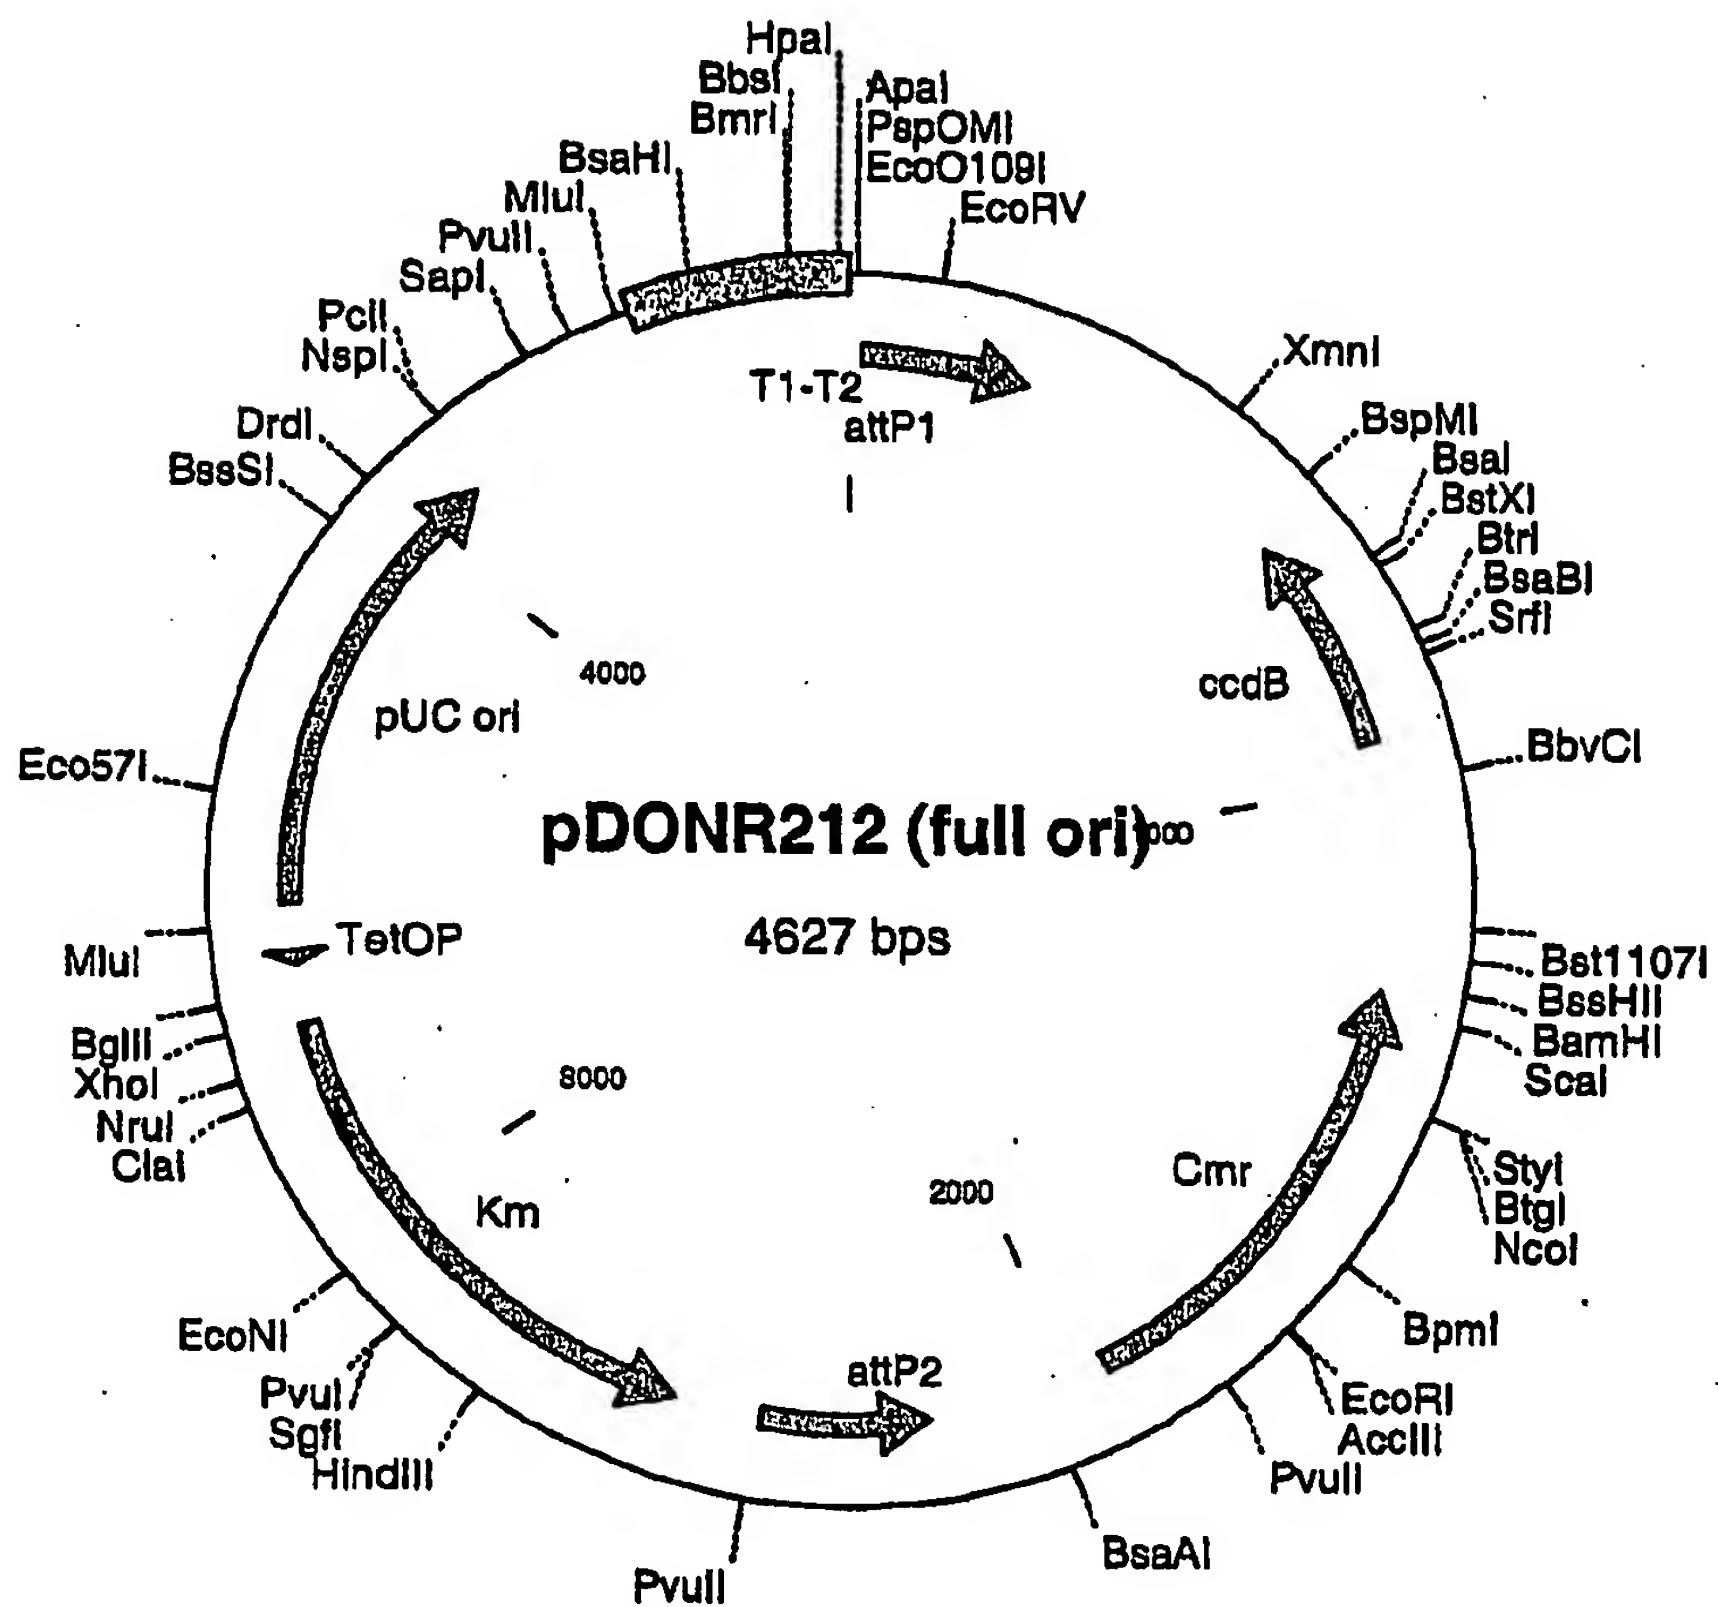 HpaI
BbsI
BmrI
BsaHI
MluI
PvuII
SapI
PciI
NspI
DrdI
BssSI
ApaI
PspOMI
EcoO109I
EcoRV
XmnI
BspMI
BsaI
BstXI
BtrI
BsaBI
SrfI
BbvCI
T1-T2
attP1
ccdB
4000
pUC ori
Eco57I
pDONR212 (full ori)
4627 bps
TetOP
MluI
BglII
XhoI
NruI
ClaI
Bst1107I
BssHII
BamHI
ScaI
StyI
BtgI
NcoI
BpmI
EcoRI
AccIII
PvuII
BsaAI
Cmr
2000
Km
attP2
EcoNI
PvuI
SgfI
HindIII
PvuII